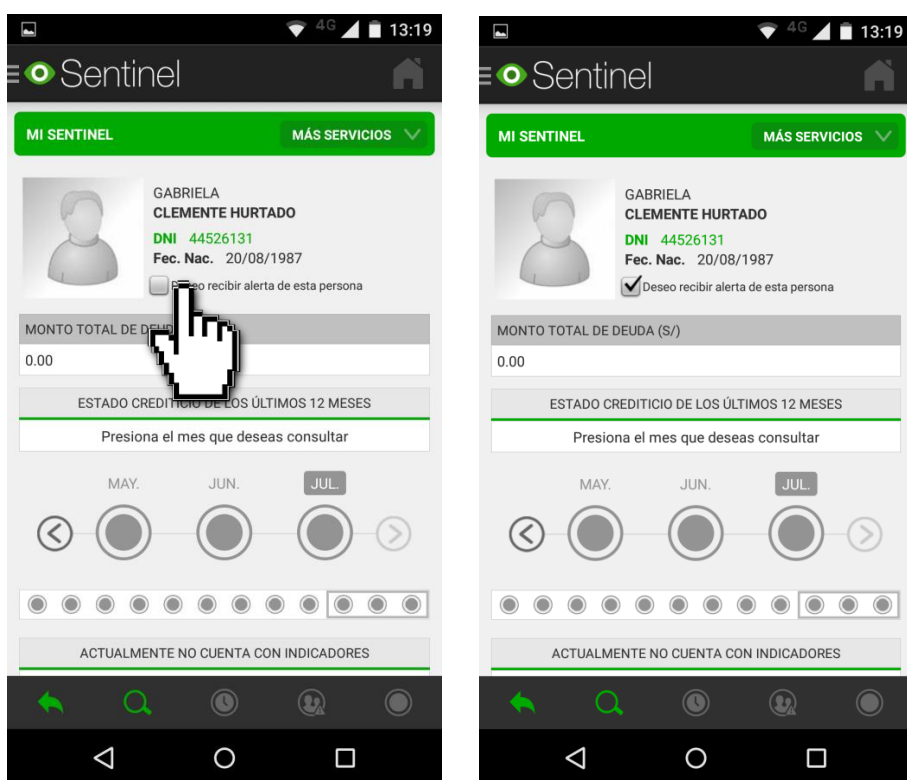 4G 13:19
Sentinel
MI SENTINEL MÁS SERVICIOS
GABRIELA
CLEMENTE HURTADO
DNI 44526131
Fec. Nac. 20/08/1987
recibir alerta de esta persona
MONTO TOTAL DE
0.00
ESTADO CREDITICIO DE LOS ÚLTIMOS 12 MESES
Presiona el mes que deseas consultar
MAY. JUN. JUL.
ACTUALMENTE NO CUENTA CON INDICADORES
4G 13:19
Sentinel
MI SENTINEL MÁS SERVICIOS
GABRIELA
CLEMENTE HURTADO
DNI 44526131
Fec. Nac. 20/08/1987
Deseo recibir alerta de esta persona
MONTO TOTAL DE DEUDA (S/)
0.00
ESTADO CREDITICIO DE LOS ÚLTIMOS 12 MESES
Presiona el mes que deseas consultar
MAY. JUN. JUL.
ACTUALMENTE NO CUENTA CON INDICADORES